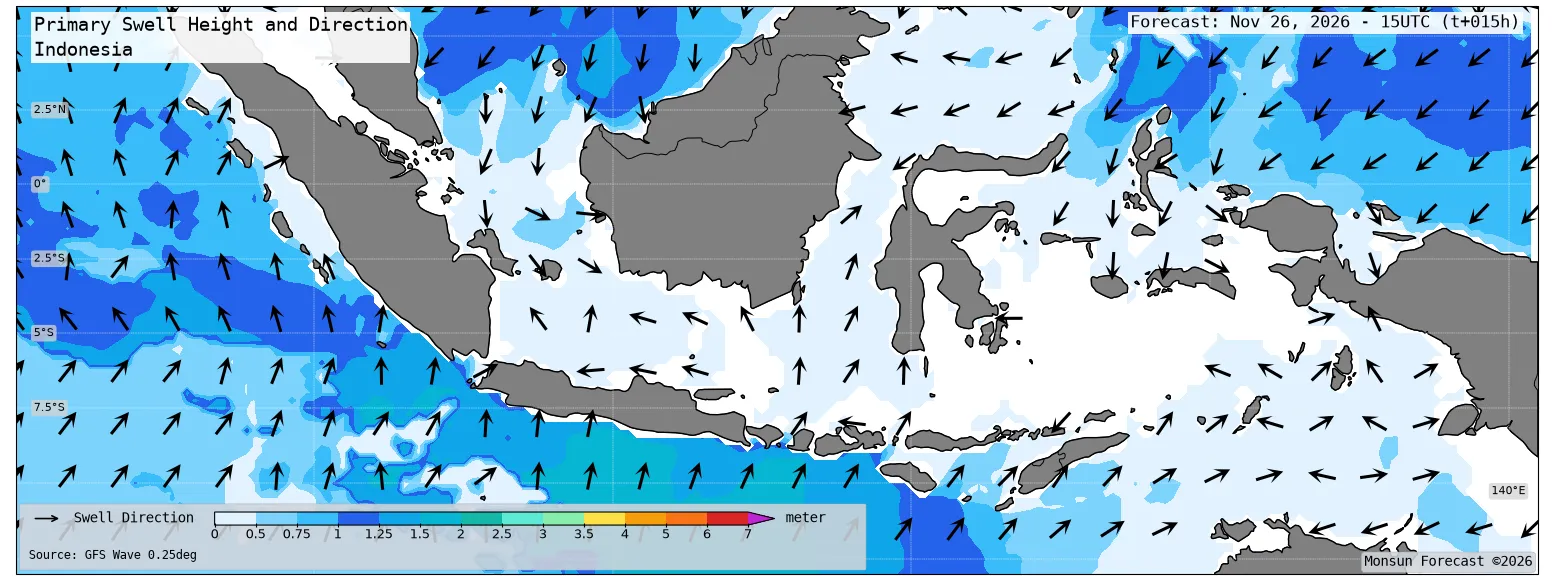 Primary Swell Height and Direction
Indonesia
Forecast: Nov 26, 2026 - 15UTC (t+015h)
2.5°N
0°
2.5°S
5°S
7.5°S
140°E
Swell Direction
0 0.5 0.75 1 1.25 1.5 2 2.5 3 3.5 4 5 6 7 meter
Source: GFS Wave 0.25deg
Monsun Forecast ©2026